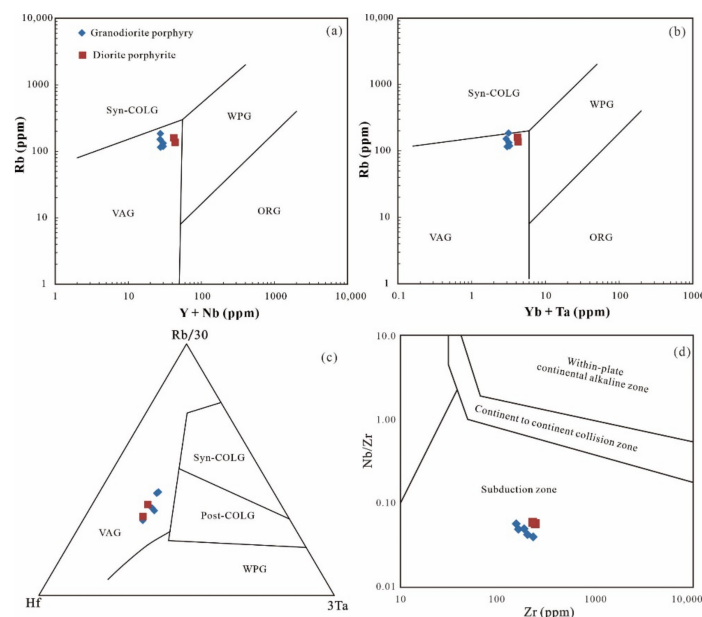 10,000
(a)
Granodiorite porphyry
Diorite porphyrite
1000
Syn-COLG
WPG
100
Rb (ppm)
10
VAG
ORG
1
1
10
100
1000
10,000
Y + Nb (ppm)
10,000
(b)
1000
Syn-COLG
WPG
100
Rb (ppm)
10
VAG
ORG
1
0.1
1
10
100
1000
Yb + Ta (ppm)
Rb/30
(c)
Syn-COLG
Post-COLG
VAG
WPG
Hf
3Ta
10.0
(d)
Within-plate
continental alkaline zone
1.00
Continent to continent collision zone
Nb/Zr
Subduction zone
0.10
0.01
10
100
1000
10,000
Zr (ppm)